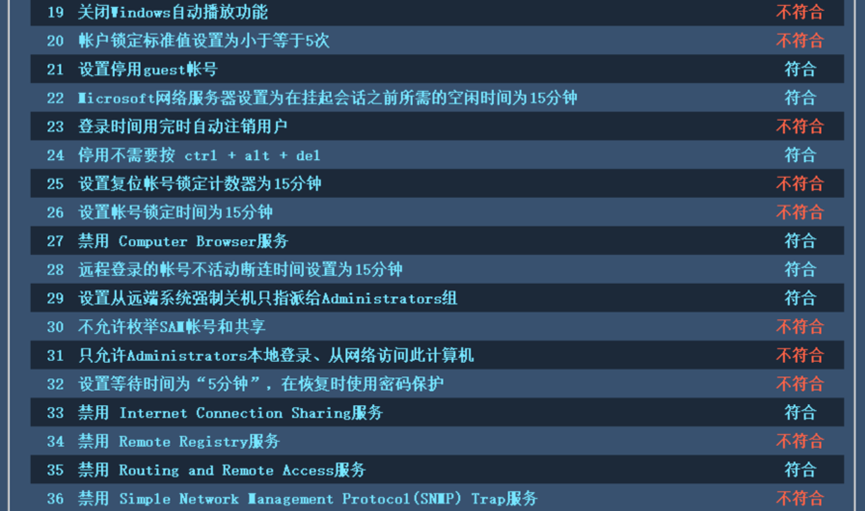 19 关闭Windows自动播放功能 不符合
20 帐户锁定标准值设置为小于等于5次 不符合
21 设置停用guest帐号 符合
22 Microsoft网络服务器设置为在挂起会话之前所需的空闲时间为15分钟 符合
23 登录时间用完时自动注销用户 不符合
24 停用不需要按 ctrl + alt + del 符合
25 设置复位帐号锁定计数器为15分钟 不符合
26 设置帐号锁定时间为15分钟 不符合
27 禁用 Computer Browser服务 符合
28 远程登录的帐号不活动断连时间设置为15分钟 符合
29 设置从远端系统强制关机只指派给Administrators组 符合
30 不允许枚举SAM帐号和共享 不符合
31 只允许Administrators本地登录、从网络访问此计算机 不符合
32 设置等待时间为“5分钟”，在恢复时使用密码保护 不符合
33 禁用 Internet Connection Sharing服务 符合
34 禁用 Remote Registry服务 不符合
35 禁用 Routing and Remote Access服务 符合
36 禁用 Simple Network Management Protocol(SNMP) Trap服务 不符合